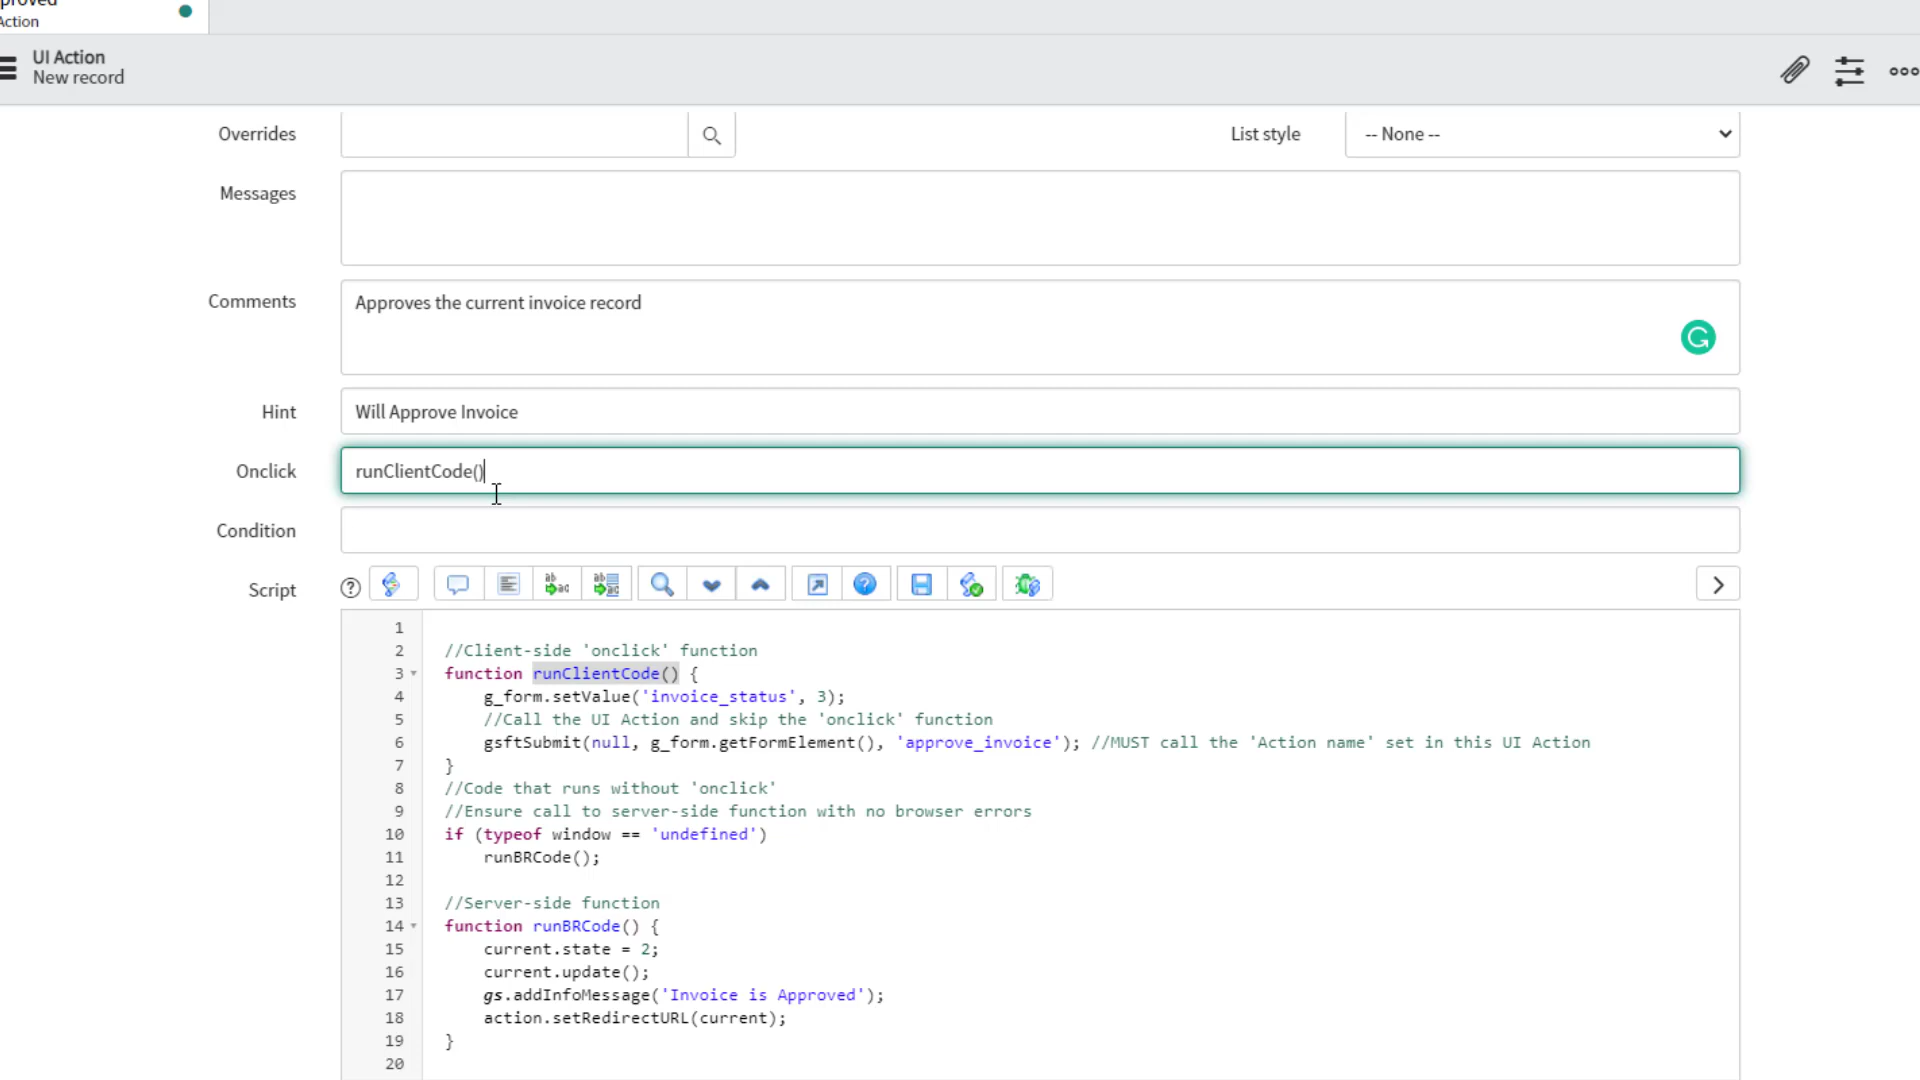 Action
UI Action
New record
Overrides
List style
-- None --
Messages
Comments
Approves the current invoice record
Hint
Will Approve Invoice
Onclick
runClientCode()
Condition
Script
1
2 //Client-side 'onclick' function
3 function runClientCode() {
4 g_form.setValue('invoice_status', 3);
5 //Call the UI Action and skip the 'onclick' function
6 gsftSubmit(null, g_form.getFormElement(), 'approve_invoice'); //MUST call the 'Action name' set in this UI Action
7 }
8 //Code that runs without 'onclick'
9 //Ensure call to server-side function with no browser errors
10 if (typeof window == 'undefined')
11 runBRCode();
12
13 //Server-side function
14 function runBRCode() {
15 current.state = 2;
16 current.update();
17 gs.addInfoMessage('Invoice is Approved');
18 action.setRedirectURL(current);
19 }
20